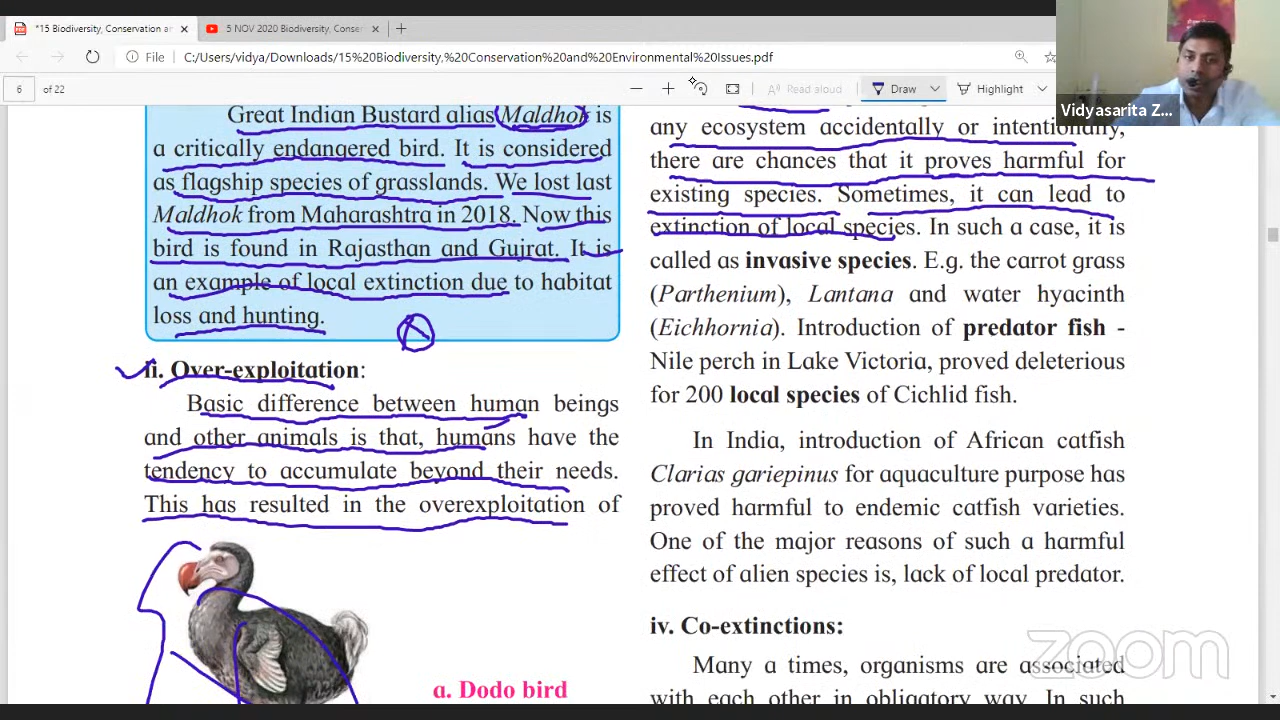 "15 Biodiversity, Conservation ar
5 NOV 2020 Biodiversity, Conser
File
C:/Users/vidya/Downloads/15%20Biodiversity,%20Conservation%20and%20Environmental%20Issues.pdf
6 of 22
Read aloud
Draw
Highlight
Vidyasarita Z...
Great Indian Bustard alias Maldhok is
a critically endangered bird. It is considered
as flagship species of grasslands. We lost last
Maldhok from Maharashtra in 2018. Now this
bird is found in Rajasthan and Gujrat. It is
an example of local extinction due to habitat
loss and hunting.
ii. Over-exploitation:
Basic difference between human beings
and other animals is that, humans have the
tendency to accumulate beyond their needs.
This has resulted in the overexploitation of
a. Dodo bird
any ecosystem accidentally or intentionally,
there are chances that it proves harmful for
existing species. Sometimes, it can lead to
extinction of local species. In such a case, it is
called as invasive species. E.g. the carrot grass
(Parthenium), Lantana and water hyacinth
(Eichhornia). Introduction of predator fish -
Nile perch in Lake Victoria, proved deleterious
for 200 local species of Cichlid fish.
In India, introduction of African catfish
Clarias gariepinus for aquaculture purpose has
proved harmful to endemic catfish varieties.
One of the major reasons of such a harmful
effect of alien species is, lack of local predator.
iv. Co-extinctions:
Many a times, organisms are associated
with each other in obligatory way. In such
zoom